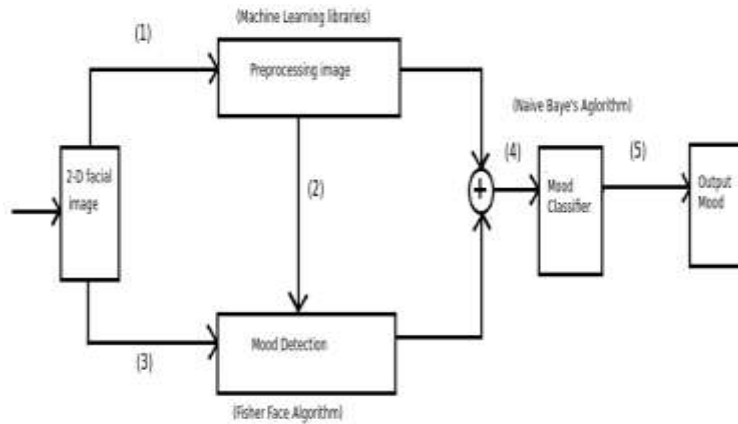 (Machine Learning libraries)
(1)
Preprocessing image
(Naive Baye's Aglorithm)
2-D facial
image
(2)
(4)
(5)
Mood
Classifier
Output
Mood
+
(3)
Mood Detection
(Fisher Face Algorithm)